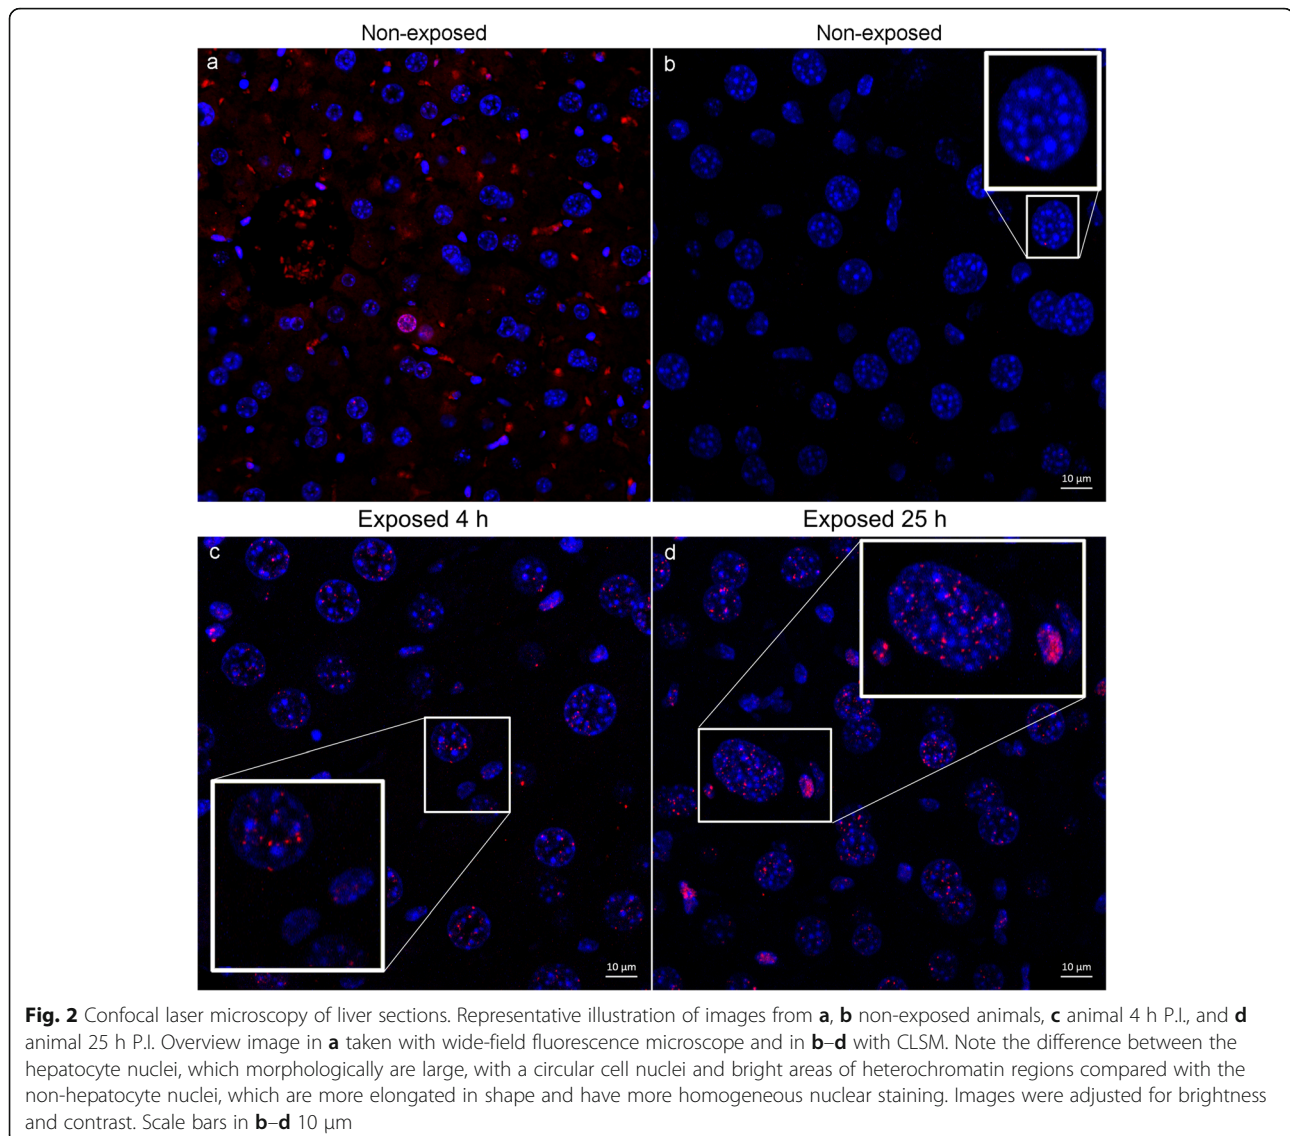 Non-exposed
Non-exposed
a
b
10 µm
Exposed 4 h
Exposed 25 h
c
d
10 µm
10 µm
Fig. 2 Confocal laser microscopy of liver sections. Representative illustration of images from a, b non-exposed animals, c animal 4 h P.I., and d
animal 25 h P.I. Overview image in a taken with wide-field fluorescence microscope and in b–d with CLSM. Note the difference between the
hepatocyte nuclei, which morphologically are large, with a circular cell nuclei and bright areas of heterochromatin regions compared with the
non-hepatocyte nuclei, which are more elongated in shape and have more homogeneous nuclear staining. Images were adjusted for brightness
and contrast. Scale bars in b–d 10 µm